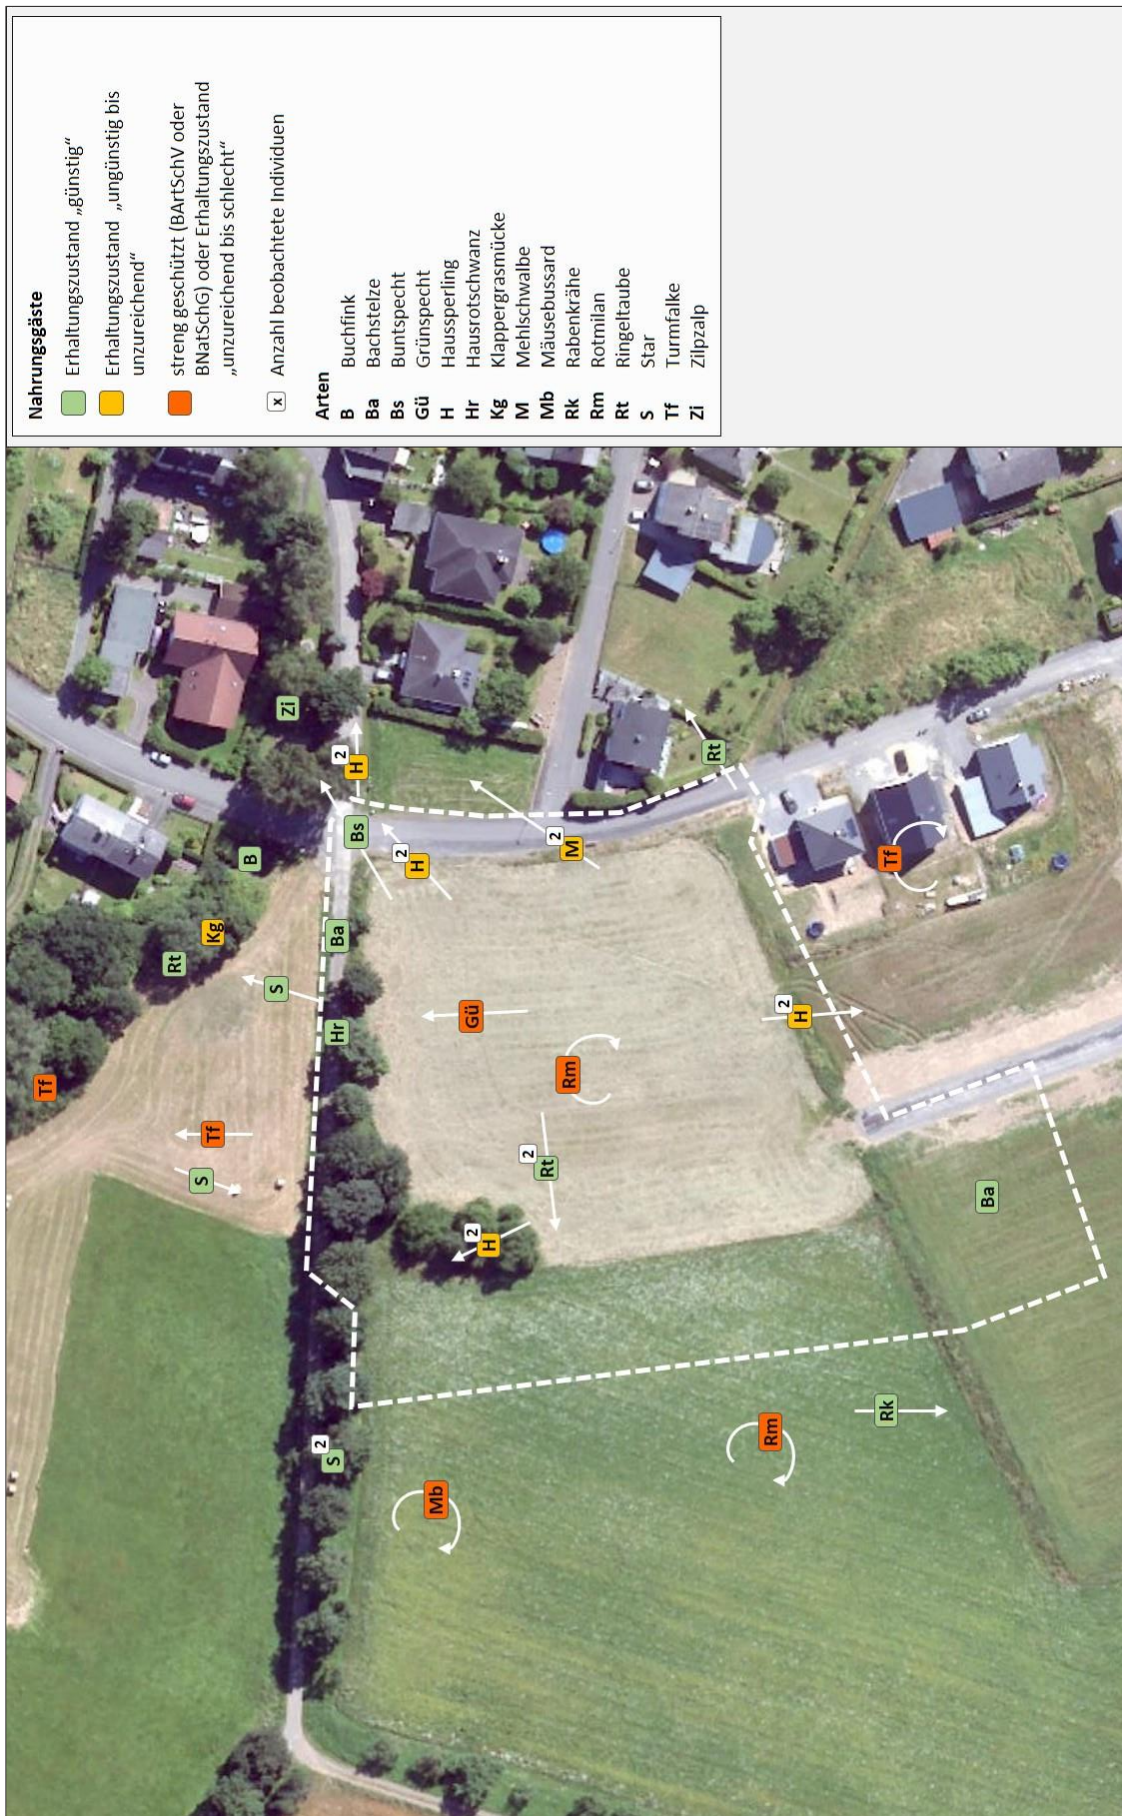 Nahrungsgäste
Erhaltungszustand „günstig“
Erhaltungszustand „ungünstig bis
unzureichend“
streng geschützt (BArtSchV oder
BNatSchG) oder Erhaltungszustand
„unzureichend bis schlecht“
x Anzahl beobachtete Individuen
Arten
B Buchfink
Ba Bachstelze
Bs Buntspecht
Gü Grünspecht
H Haussperling
Hr Hausrotschwanz
Kg Klappergrasmücke
M Mehlschwalbe
Mb Mäusebussard
Rk Rabenkrähe
Rm Rotmilan
Rt Ringeltaube
S Star
Tf Turmfalke
Zi Zilpzalp
Tf
Tf
S
Rt
Kg
B
S
Zi
2
S
Hr
Ba
Bs
2
H
2
H
Mb
Gü
2
H
2
Rt
Rm
2
M
Rt
Rm
2
H
Rk
Tf
Ba